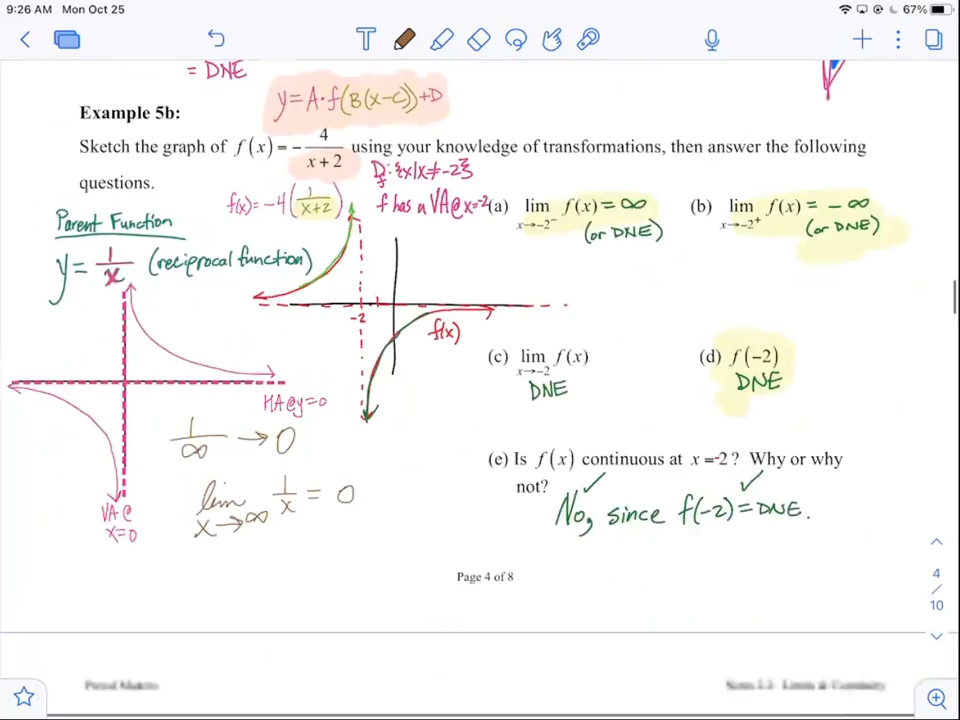 9:26 AM Mon Oct 25
67%
= DNE
y=A·f(B(x-C))+D
Example 5b:
Sketch the graph of f(x) = - 4/(x+2) using your knowledge of transformations, then answer the following
questions.
D_f: {x|x≠-2}
f(x)=-4(1/(x+2))
f has a VA@x=-2
(a) lim x→-2⁻ f(x) = ∞
(or DNE)
(b) lim x→-2⁺ f(x) = -∞
(or DNE)
Parent Function
y = 1/x (reciprocal function)
-2
f(x)
HA@y=0
VA@
x=0
1/∞ → 0
lim x→∞ 1/x = 0
(c) lim x→-2 f(x)
DNE
(d) f(-2)
DNE
(e) Is f(x) continuous at x=-2? Why or why
not?
No, since f(-2)=DNE.
Page 4 of 8
4
/
10